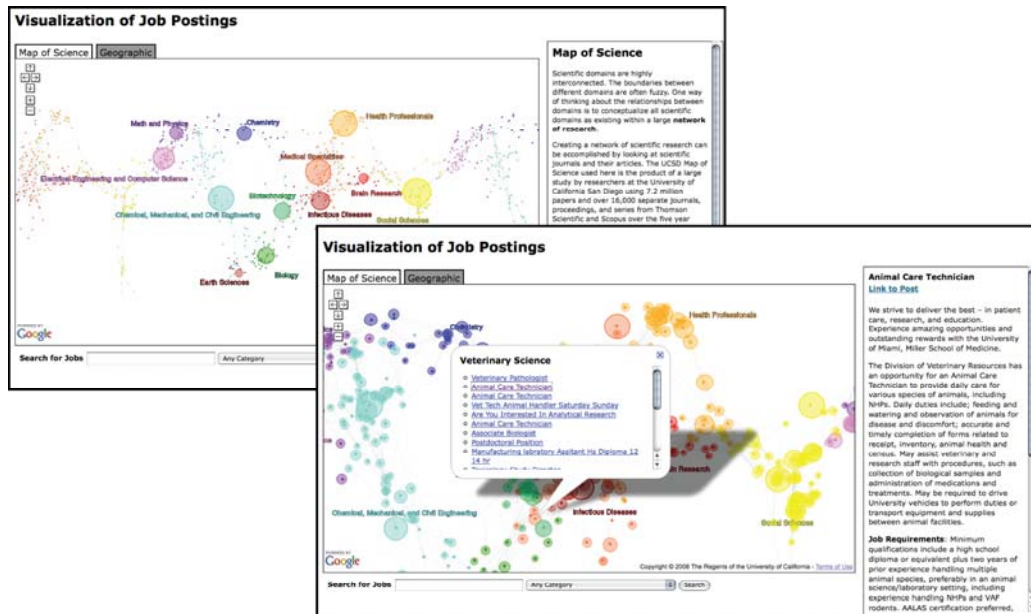 Visualization of Job Postings
Map of Science
Geographic
Math and Physics
Chemistry
Health Professionals
Medical Specialties
Electrical Engineering and Computer Science
Brain Research
Biotechnology
Chemical, Mechanical, and Civil Engineering
Infectious Diseases
Social Sciences
Biology
Earth Sciences
POWERED BY
Google
Search for Jobs
Any Category
Map of Science
Scientific domains are highly
interconnected. The boundaries between
different domains are often fuzzy. One way
of thinking about the relationships between
domains is to conceptualize all scientific
domains as existing within a large network
of research.
Creating a network of scientific research can
be accomplished by looking at scientific
journals and their articles. The UCSD Map of
Science used here is the product of a large
study by researchers at the University of
California San Diego using 7.2 million
papers and over 16,000 separate journals,
proceedings, and series from Thomson
Scientific and Scopus over the five year
Visualization of Job Postings
Map of Science
Geographic
Chemistry
Health Professionals
Veterinary Science
Veterinary Pathologist
Animal Care Technician
Animal Care Technician
Vet Tech Animal Handler Saturday Sunday
Are You Interested In Analytical Research
Animal Care Technician
Associate Biologist
Postdoctoral Position
Manufacturing labratory Assitant Hs Diploma 12
14 hr
Brain Research
Chemical, Mechanical, and Civil Engineering
Infectious Diseases
Social Sciences
POWERED BY
Google
Copyright © 2008 The Regents of the University of California - Terms of Use
Search for Jobs
Any Category
Search
Animal Care Technician
Link to Post
We strive to deliver the best – in patient
care, research, and education.
Experience amazing opportunities and
outstanding rewards with the University
of Miami, Miller School of Medicine.
The Division of Veterinary Resources has
an opportunity for an Animal Care
Technician to provide daily care for
various species of animals, including
NHPs. Daily duties include; feeding and
watering and observation of animals for
disease and discomfort; accurate and
timely completion of forms related to
receipt, inventory, animal health and
census. May assist veterinary and
research staff with procedures, such as
collection of biological samples and
administration of medications and
treatments. May be required to drive
University vehicles to perform duties or
transport equipment and supplies
between animal facilities.
Job Requirements: Minimum
qualifications include a high school
diploma or equivalent plus two years of
prior experience handling multiple
animal species, preferably in an animal
science/laboratory setting, including
experience handling NHPs and VAF
rodents. AALAS certification preferred,